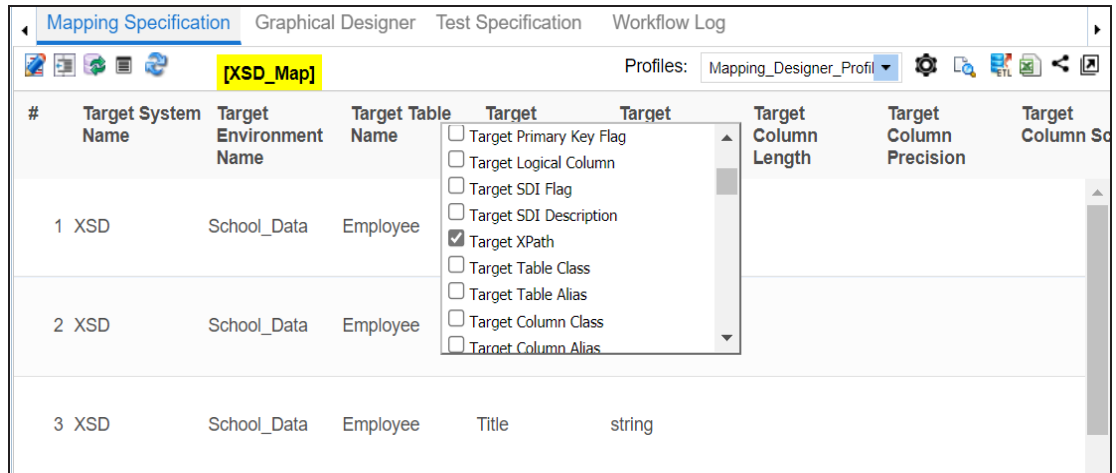 Mapping Specification Graphical Designer Test Specification Workflow Log
[XSD_Map] Profiles: Mapping_Designer_Profil ETL
# Target System Name Target Environment Name Target Table Name Target Target Target Column Length Target Column Precision Target Column Sc
Target Primary Key Flag
Target Logical Column
Target SDI Flag
Target SDI Description
Target XPath
Target Table Class
Target Table Alias
Target Column Class
Target Column Alias
1 XSD School_Data Employee
2 XSD School_Data Employee
3 XSD School_Data Employee Title string